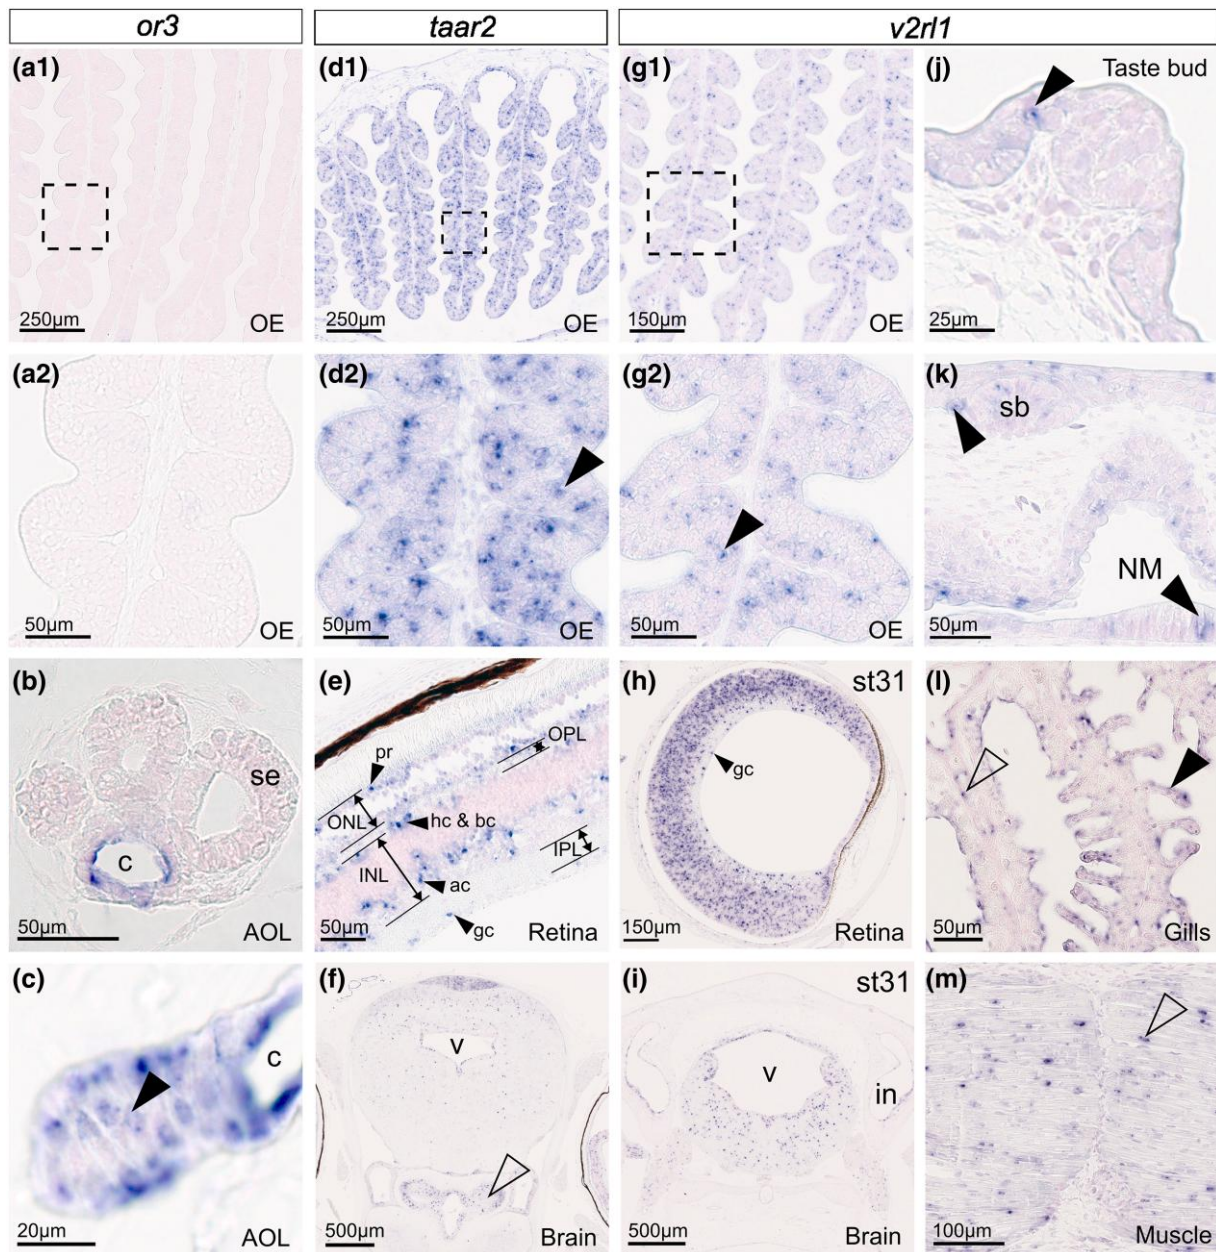 or3 taar2 v2rl1
(a1) (d1) (g1) (j) Taste bud
250µm OE 250µm OE 150µm OE 25µm
(a2) (d2) (g2) (k) sb
NM
50µm OE 50µm OE 50µm OE 50µm
(b) (e) (h) st31 (l)
OPL
pr
se
gc
ONL hc & bc
IPL
c
INL
ac
gc
50µm AOL 50µm Retina 150µm Retina 50µm Gills
(c) (f) (i) st31 (m)
c v v
in
20µm AOL 500µm Brain 500µm Brain 100µm Muscle